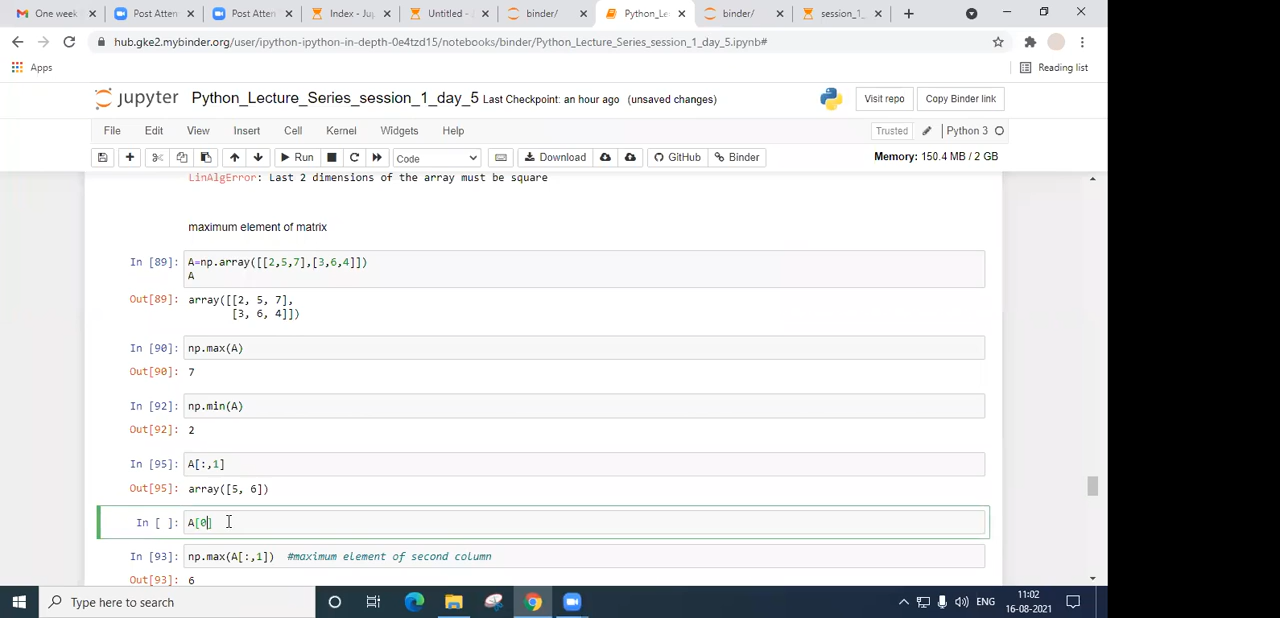 One week
Post Atten
Post Atten
Index - Ju
Untitled -
binder/
Python_Le
binder/
session_1_
hub.gke2.mybinder.org/user/ipython-ipython-in-depth-0e4tzd15/notebooks/binder/Python_Lecture_Series_session_1_day_5.ipynb#
Apps
Reading list
jupyter Python_Lecture_Series_session_1_day_5 Last Checkpoint: an hour ago (unsaved changes)
Visit repo
Copy Binder link
File Edit View Insert Cell Kernel Widgets Help
Trusted
Python 3
Run
Code
Download
GitHub
Binder
Memory: 150.4 MB / 2 GB
LinAlgError: Last 2 dimensions of the array must be square
maximum element of matrix
In [89]: A=np.array([[2,5,7],[3,6,4]])
A
Out[89]: array([[2, 5, 7],
[3, 6, 4]])
In [90]: np.max(A)
Out[90]: 7
In [92]: np.min(A)
Out[92]: 2
In [95]: A[:,1]
Out[95]: array([5, 6])
In [ ]: A[0]
In [93]: np.max(A[:,1]) #maximum element of second column
Out[93]: 6
Type here to search
ENG
11:02
16-08-2021